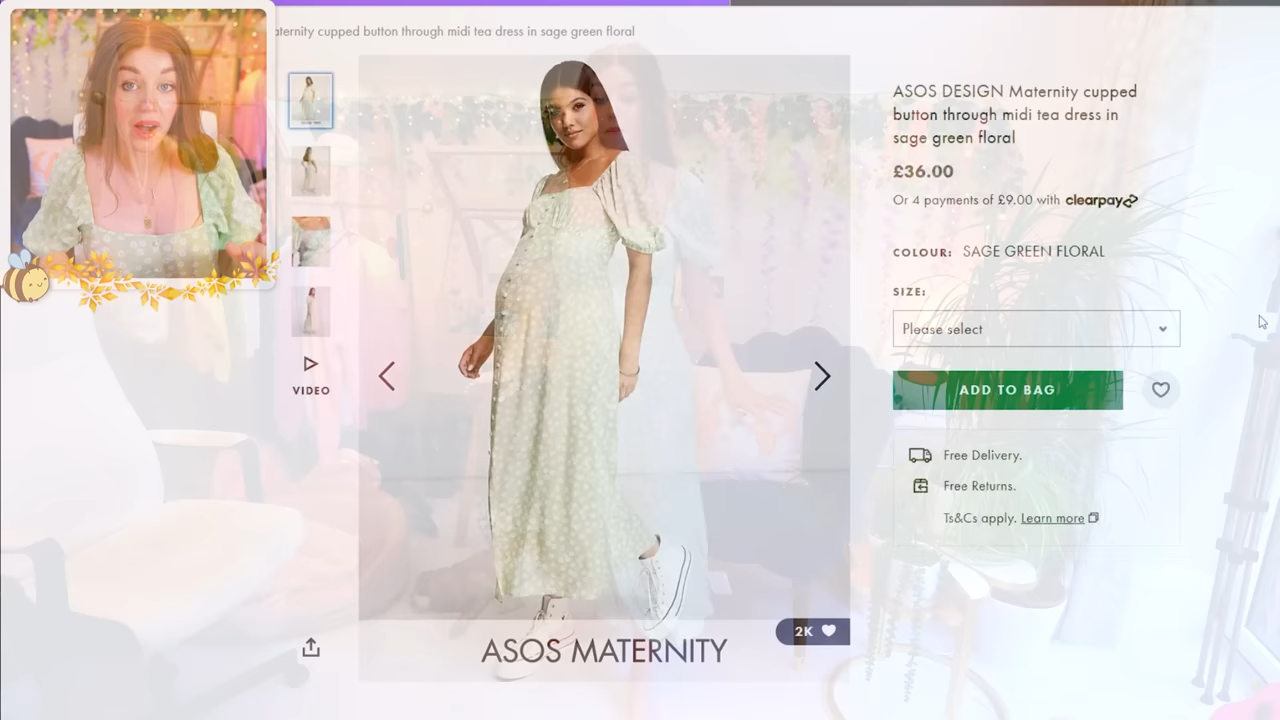 aternity cupped button through midi tea dress in sage green floral
ASOS DESIGN Maternity cupped
button through midi tea dress in
sage green floral
£36.00
Or 4 payments of £9.00 with clearpay
COLOUR: SAGE GREEN FLORAL
SIZE:
Please select
ADD TO BAG
Free Delivery.
Free Returns.
Ts&Cs apply. Learn more
VIDEO
2K
ASOS MATERNITY